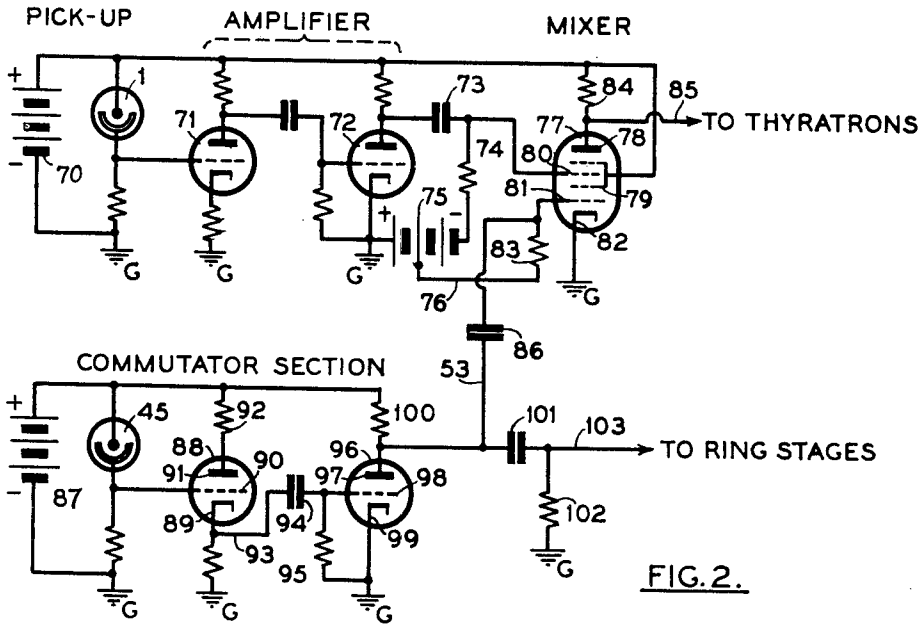 PICK-UP AMPLIFIER MIXER
+ 1 71 72 73 84 85
70 - 77 78 TO THYRATRONS
80 74 79
81 + 75 -
83 82
G G G 76 G
86
COMMUTATOR SECTION 53
+ 45 92 100 101 103
88 96 TO RING STAGES
91 90 97 98
- 87 89 94 99 102
93 95
G G G G
FIG. 2.